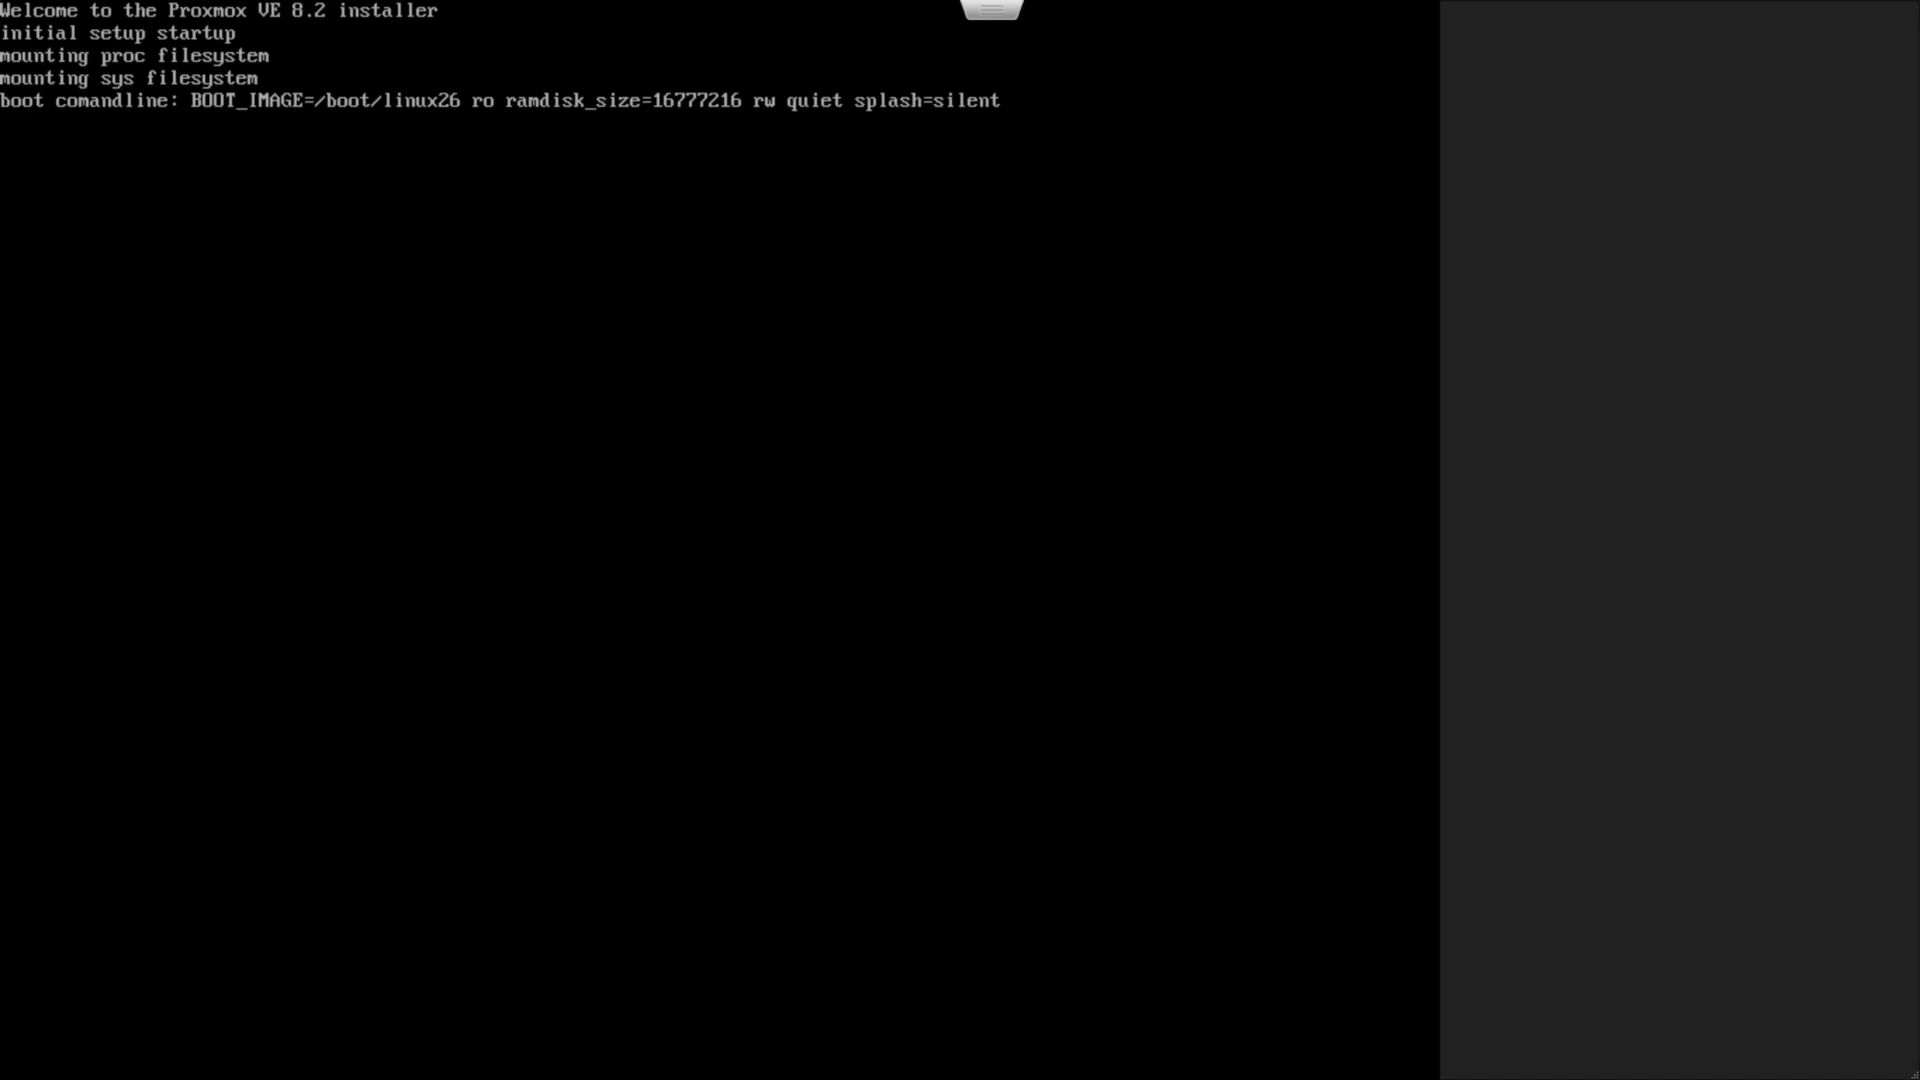 Welcome to the Proxmox VE 8.2 installer
initial setup startup
mounting proc filesystem
mounting sys filesystem
boot comandline: BOOT_IMAGE=/boot/linux26 ro ramdisk_size=16777216 rw quiet splash=silent